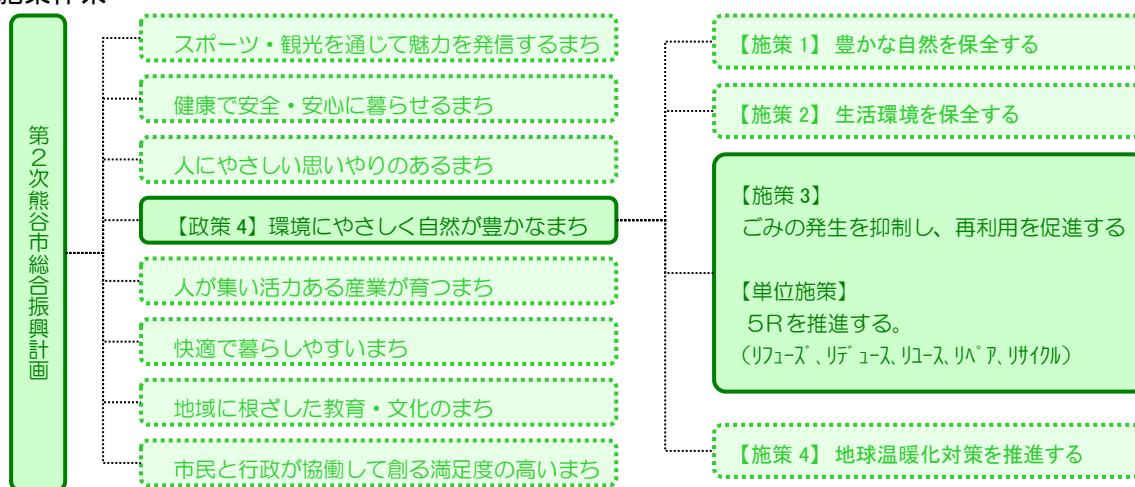 第２次熊谷市総合振興計画
スポーツ・観光を通じて魅力を発信するまち
健康で安全・安心に暮らせるまち
人にやさしい思いやりのあるまち
【政策 4】環境にやさしく自然が豊かなまち
人が集い活力ある産業が育つまち
快適で暮らしやすいまち
地域に根ざした教育・文化のまち
市民と行政が協働して創る満足度の高いまち
【施策 1】 豊かな自然を保全する
【施策 2】 生活環境を保全する
【施策 3】
ごみの発生を抑制し、再利用を促進する
【単位施策】
５Ｒを推進する。
（ﾘﾌｭｰｽﾞ､ﾘﾃﾞｭｰｽ､ﾘﾕｰｽ､ﾘﾍﾟｱ､ﾘｻｲｸﾙ）
【施策 4】 地球温暖化対策を推進する